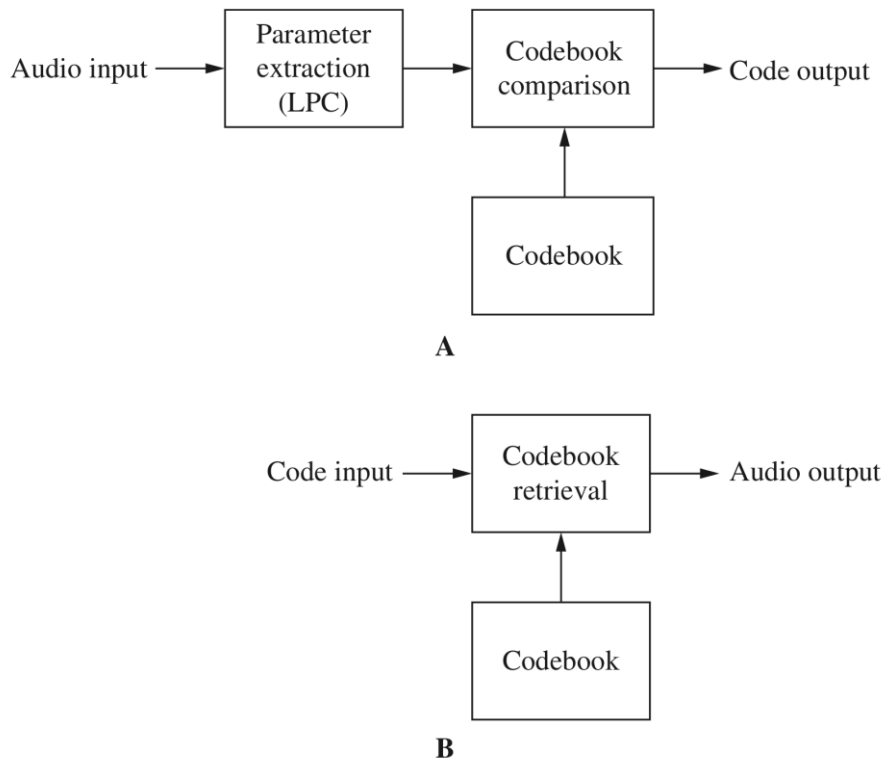 Parameter
extraction
(LPC)
Audio input
Codebook
comparison
Code output
Codebook
A
Code input
Codebook
retrieval
Audio output
Codebook
B